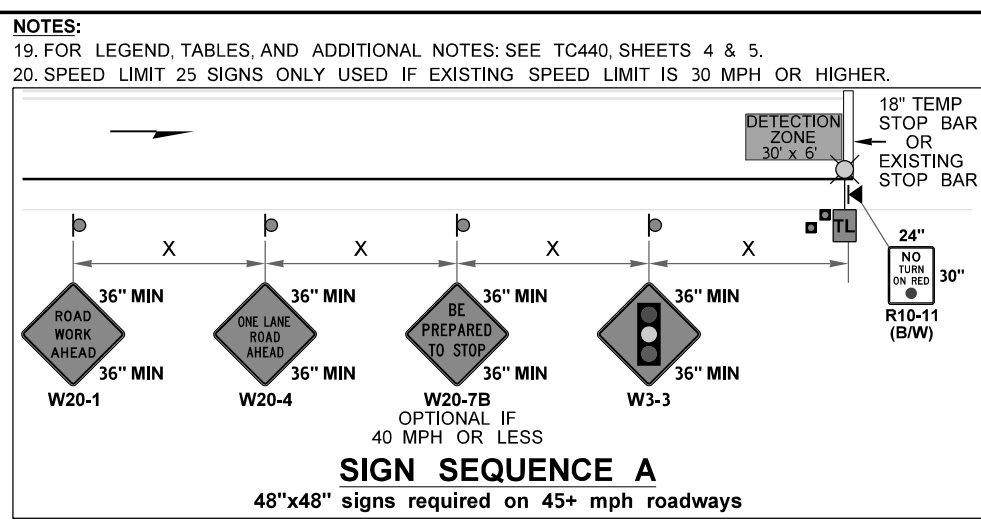 NOTES:
19. FOR LEGEND, TABLES, AND ADDITIONAL NOTES: SEE TC440, SHEETS 4 & 5.
20. SPEED LIMIT 25 SIGNS ONLY USED IF EXISTING SPEED LIMIT IS 30 MPH OR HIGHER.
DETECTION
ZONE
30' x 6'
18" TEMP
STOP BAR
OR
EXISTING
STOP BAR
TL
X
X
X
X
24"
30"
NO
TURN
ON RED
R10-11
(B/W)
36" MIN
ROAD
WORK
AHEAD
36" MIN
W20-1
36" MIN
ONE LANE
ROAD
AHEAD
36" MIN
W20-4
36" MIN
BE
PREPARED
TO STOP
36" MIN
W20-7B
OPTIONAL IF
40 MPH OR LESS
36" MIN
36" MIN
W3-3
SIGN SEQUENCE A
48"x48" signs required on 45+ mph roadways